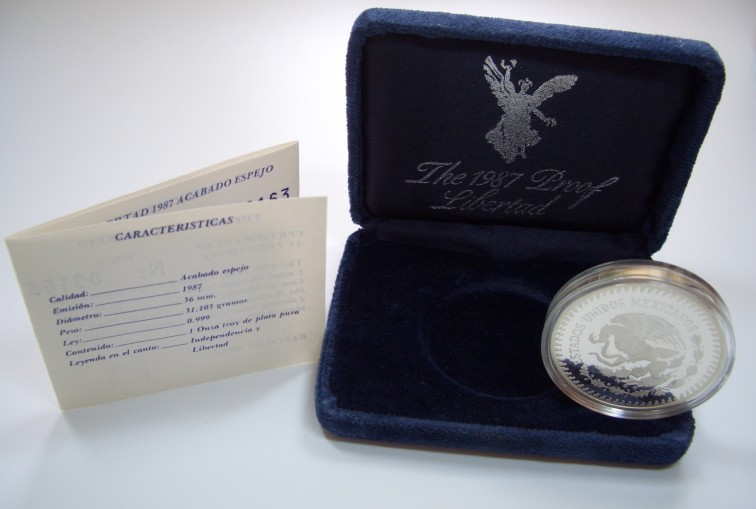 ERTAD 1987 ACABADO ESPEJO
CARACTERISTICAS
Calidad: Acabado espejo
Emisión: 1987
Diámetro: 36 mm.
Peso: 31.103 gramos
Ley: 0.999
Contenido: 1 Onza troy de plata pura
Leyenda en el canto: Independencia y
Libertad
The 1987 Proof
Libertad
ESTADOS UNIDOS MEXICANOS